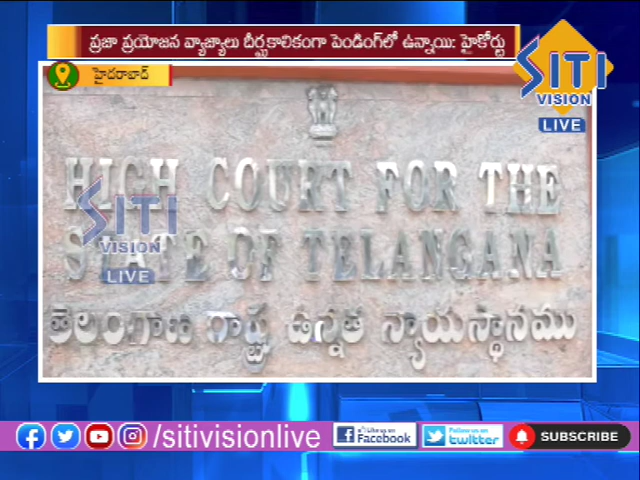 ప్రజా ప్రయోజన వ్యాజ్యాలు దీర్ఘకాలికంగా పెండింగ్‌లో ఉన్నాయి: హైకోర్టు
SITI
VISION
LIVE
హైదరాబాద్
HIGH COURT FOR THE
STATE OF TELANGANA
తెలంగాణ రాష్ట్ర ఉన్నత న్యాయస్థానము
SITI
VISION
LIVE
/sitivisionlive
Like us on
Facebook
Follow us on
twitter
SUBSCRIBE